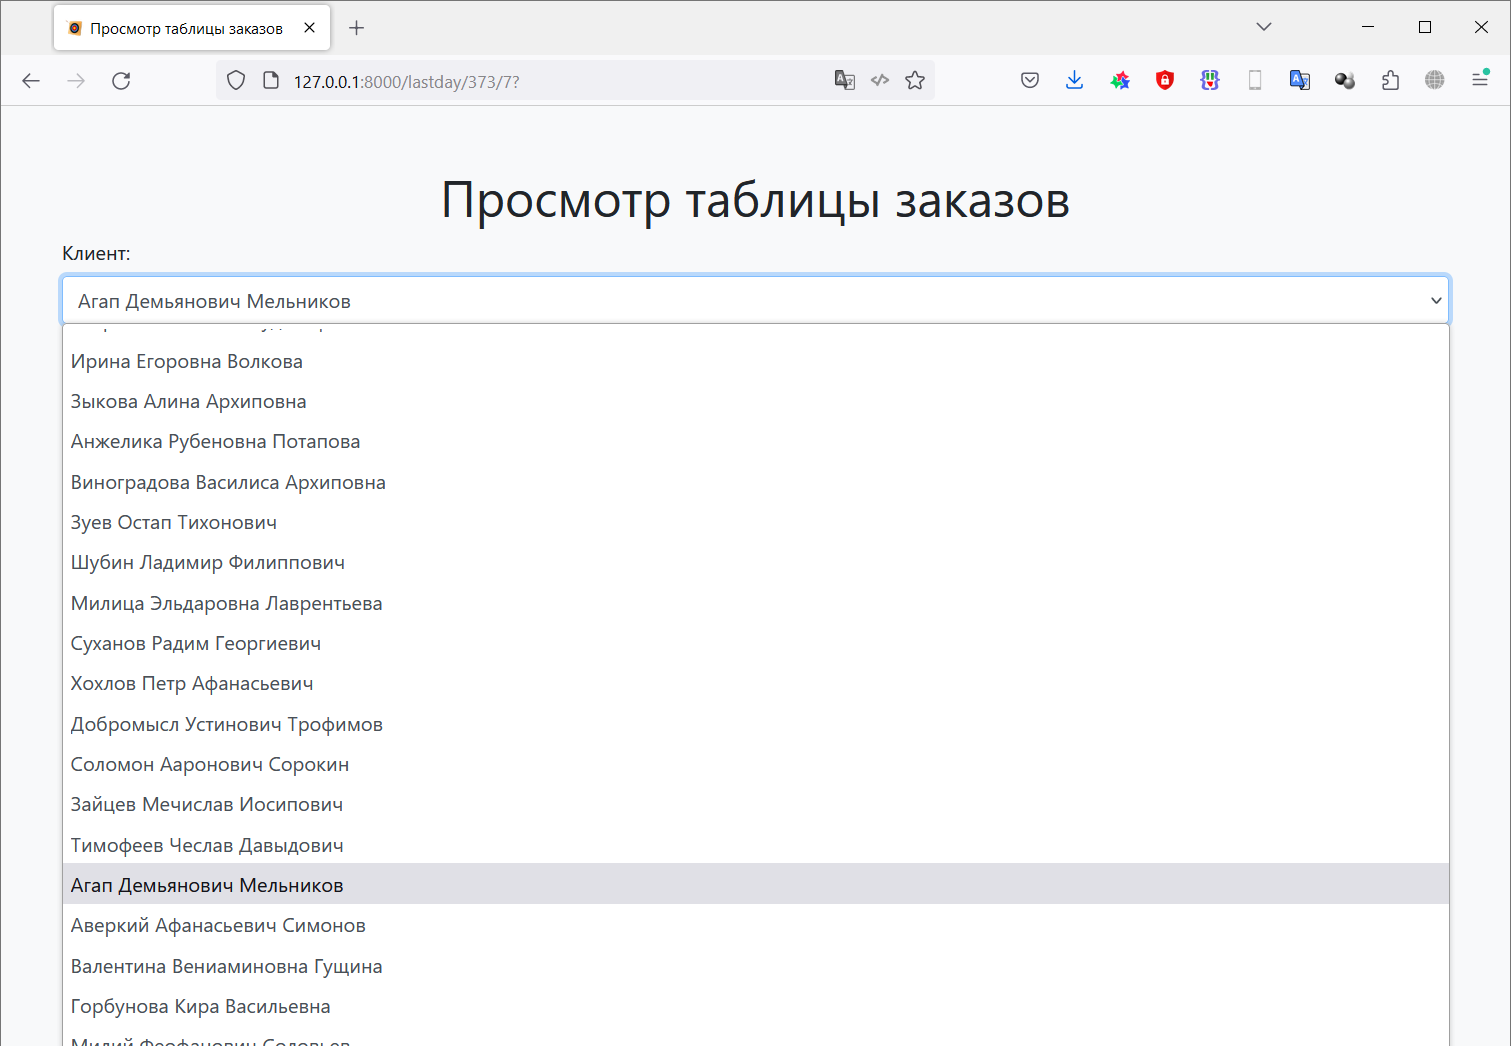 Просмотр таблицы заказов
127.0.0.1:8000/lastday/373/7?
Просмотр таблицы заказов
Клиент:
Агап Демьянович Мельников
Ирина Егоровна Волкова
Зыкова Алина Архиповна
Анжелика Рубеновна Потапова
Виноградова Василиса Архиповна
Зуев Остап Тихонович
Шубин Ладимир Филиппович
Милица Эльдаровна Лаврентьева
Суханов Радим Георгиевич
Хохлов Петр Афанасьевич
Добромысл Устинович Трофимов
Соломон Ааронович Сорокин
Зайцев Мечислав Иосипович
Тимофеев Чеслав Давыдович
Агап Демьянович Мельников
Аверкий Афанасьевич Симонов
Валентина Вениаминовна Гущина
Горбунова Кира Васильевна